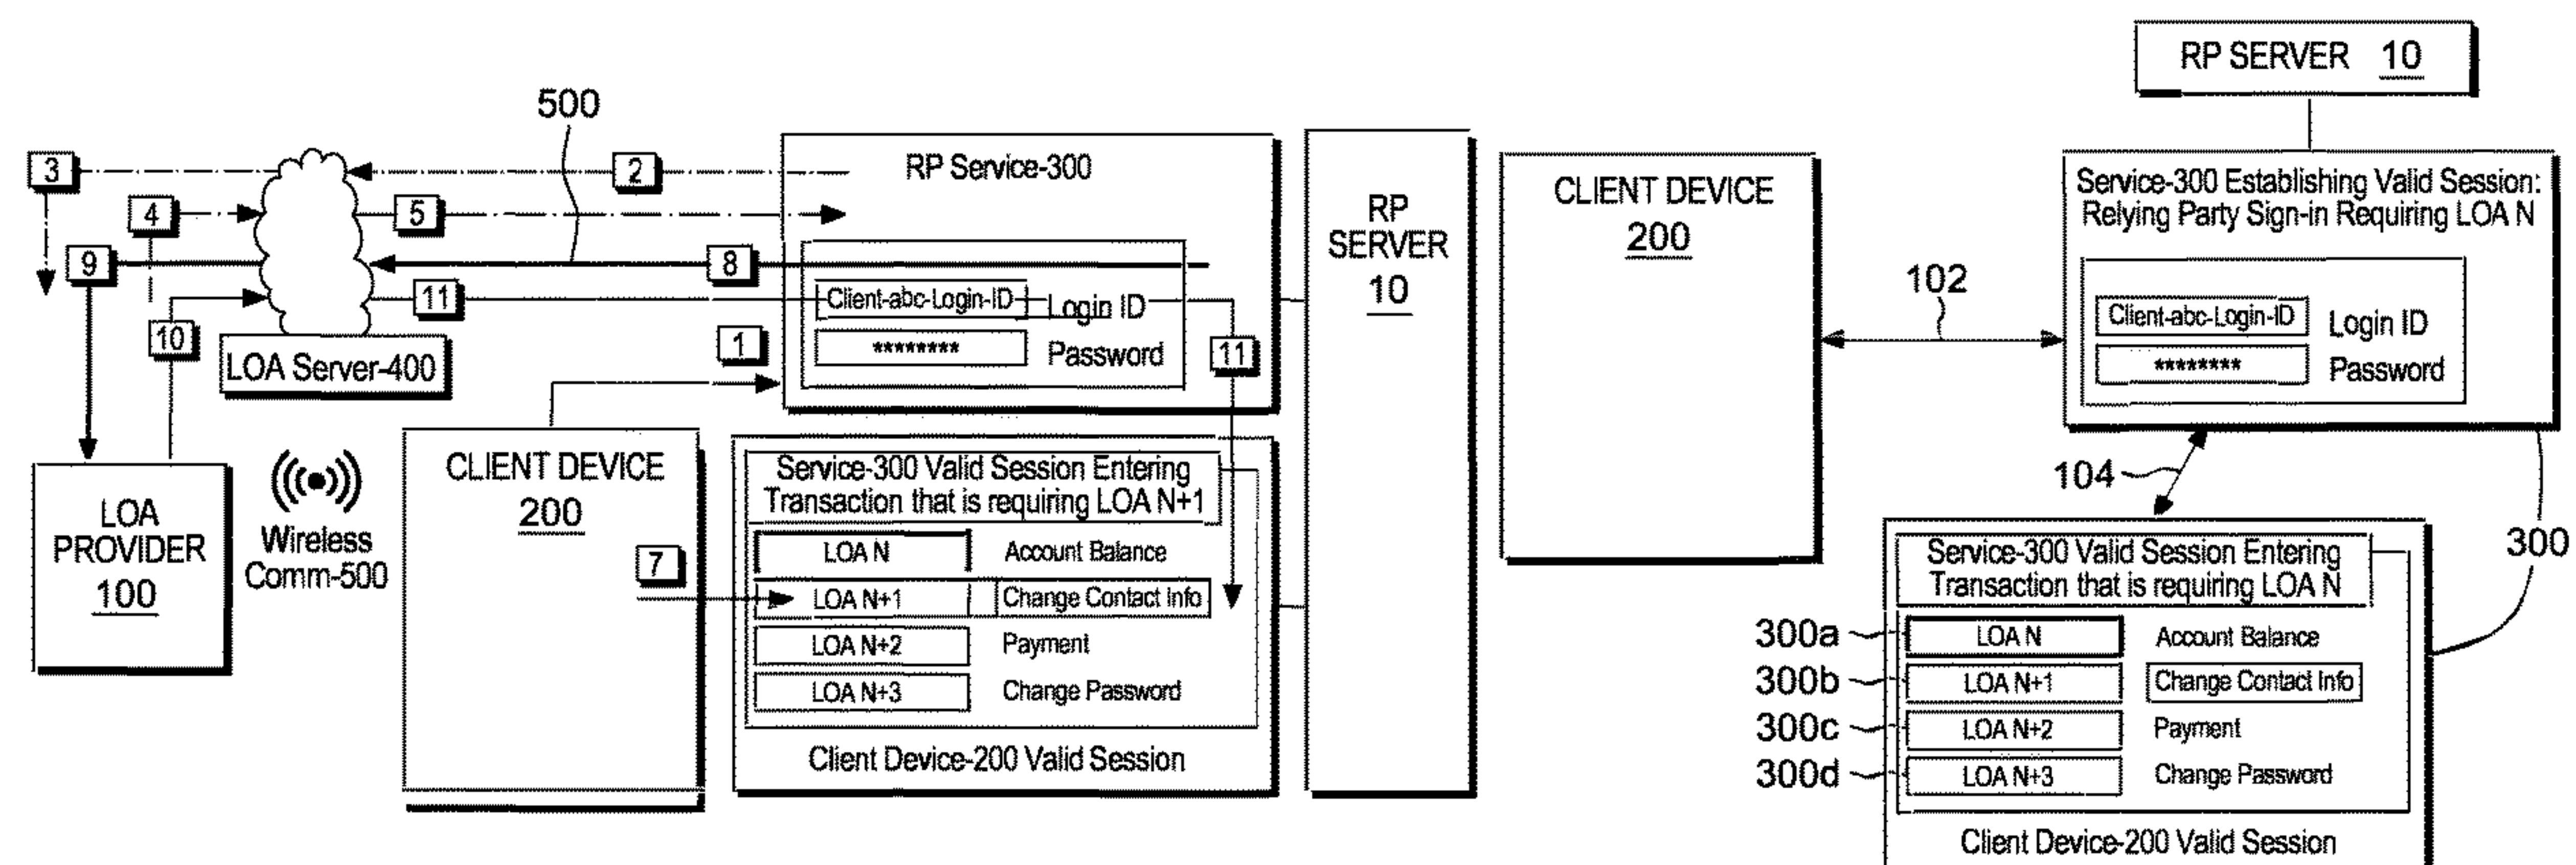 500
3
2
4
5
9
8
11
10
LOA Server-400
1
RP Service-300
Client-abc-Login-ID
Login ID
********
Password
11
LOA
PROVIDER
100
Wireless
Comm-500
CLIENT DEVICE
200
7
Service-300 Valid Session Entering
Transaction that is requiring LOA N+1
LOA N
Account Balance
LOA N+1
Change Contact Info
LOA N+2
Payment
LOA N+3
Change Password
Client Device-200 Valid Session
RP
SERVER
10
CLIENT DEVICE
200
102
RP SERVER 10
Service-300 Establishing Valid Session:
Relying Party Sign-in Requiring LOA N
Client-abc-Login-ID
Login ID
********
Password
104
300
Service-300 Valid Session Entering
Transaction that is requiring LOA N
300a
LOA N
Account Balance
300b
LOA N+1
Change Contact Info
300c
LOA N+2
Payment
300d
LOA N+3
Change Password
Client Device-200 Valid Session